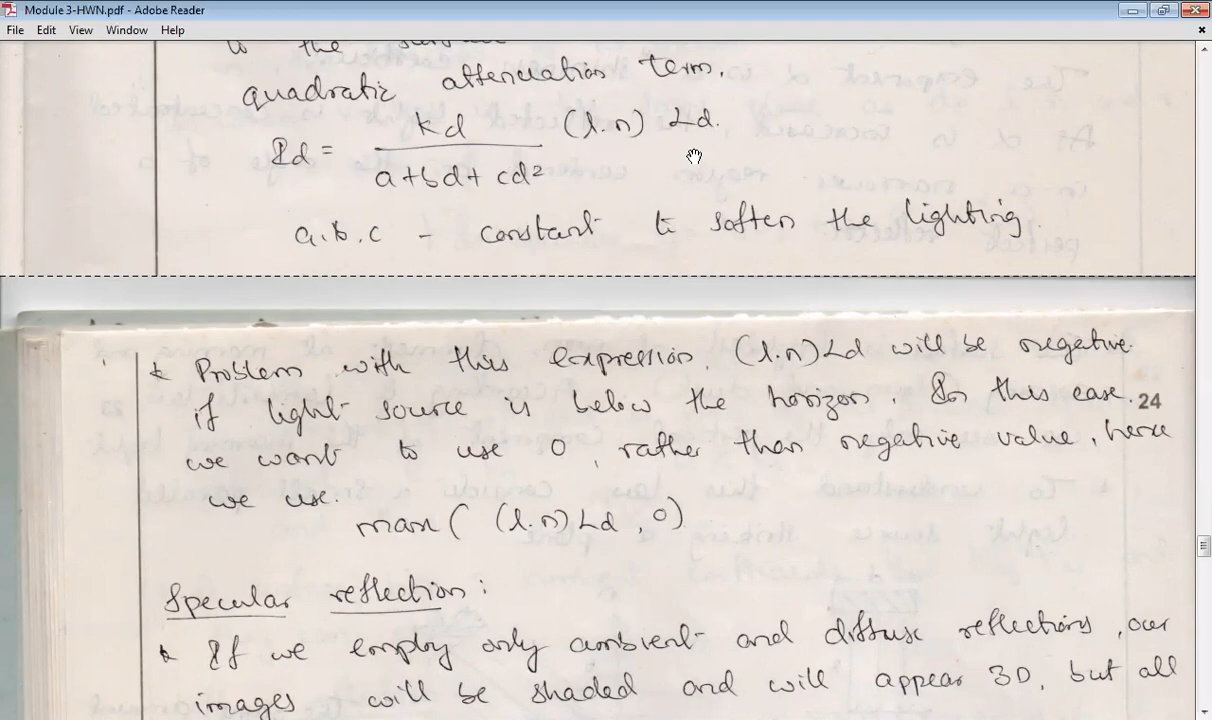 Module 3-HWN.pdf - Adobe Reader
File Edit View Window Help
to the
quadratic attenuation term.
Id = kd / a+bd+cd² (l.n) Ld.
a.b.c – constant to soften the lighting.
* Problem with this expression, (l.n)Ld will be negative
if light source is below the horizon. In this case.
24
we want to use 0, rather than negative value, hence
we use.
max( (l.n)Ld, 0)
Specular reflection:
* If we employ only ambient and diffuse reflections, our
images will be shaded and will appear 3D, but all